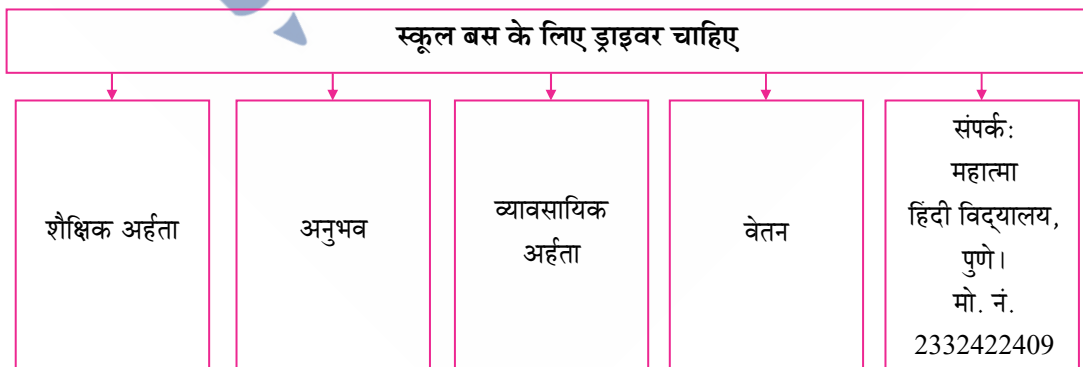 स्कूल बस के लिए ड्राइवर चाहिए
शैक्षिक अर्हता
अनुभव
व्यावसायिक
अर्हता
वेतन
संपर्क:
महात्मा
हिंदी विद्‌यालय,
पुणे।
मो. नं.
2332422409